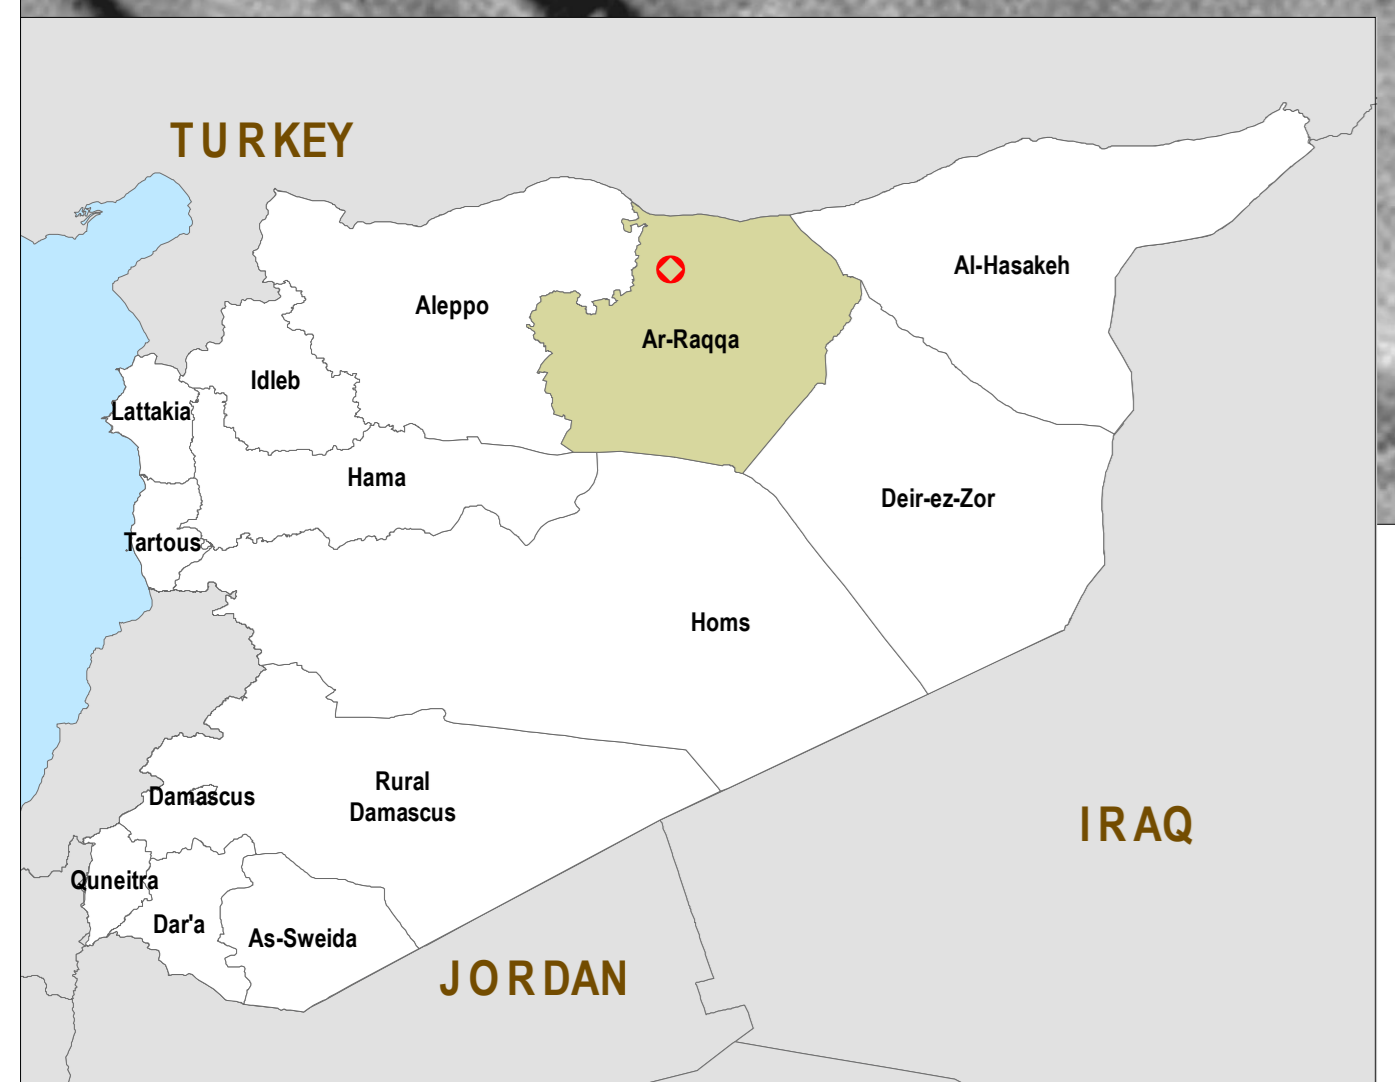 TURKEY
Al-Hasakeh
Aleppo
Ar-Raqqa
Idleb
Lattakia
Hama
Deir-ez-Zor
Tartous
Homs
Rural
Damascus
Damascus
IRAQ
Quneitra
Dar'a
As-Sweida
JORDAN